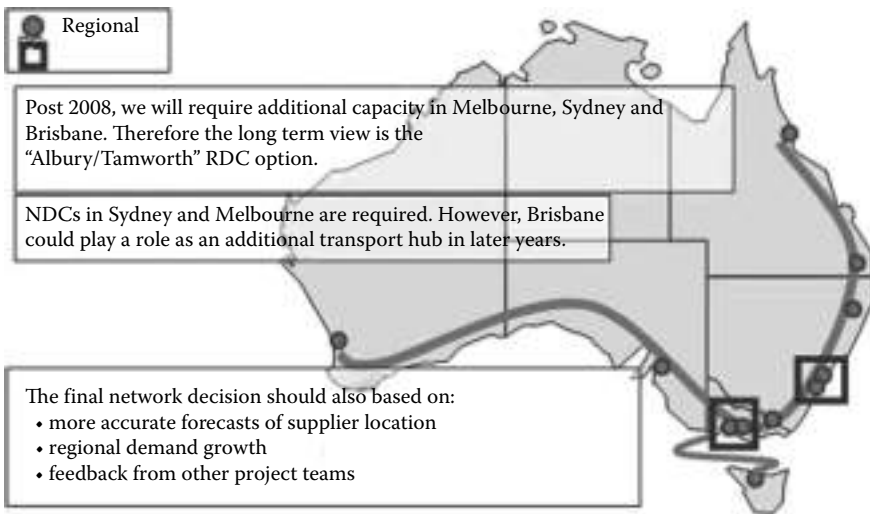 Regional
Post 2008, we will require additional capacity in Melbourne, Sydney and
Brisbane. Therefore the long term view is the
“Albury/Tamworth” RDC option.
NDCs in Sydney and Melbourne are required. However, Brisbane
could play a role as an additional transport hub in later years.
The final network decision should also based on:
• more accurate forecasts of supplier location
• regional demand growth
• feedback from other project teams